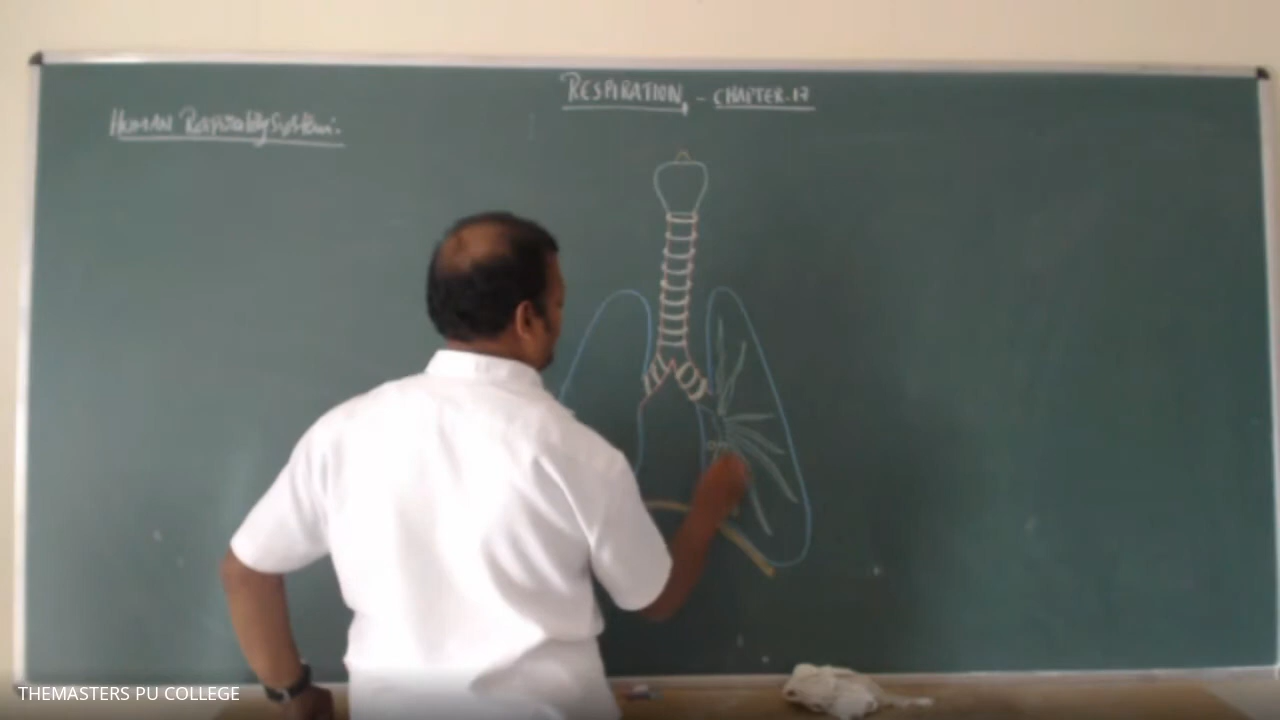 RESPIRATION, - CHAPTER.17
HUMAN Respiratory System:
THEMASTERS PU COLLEGE